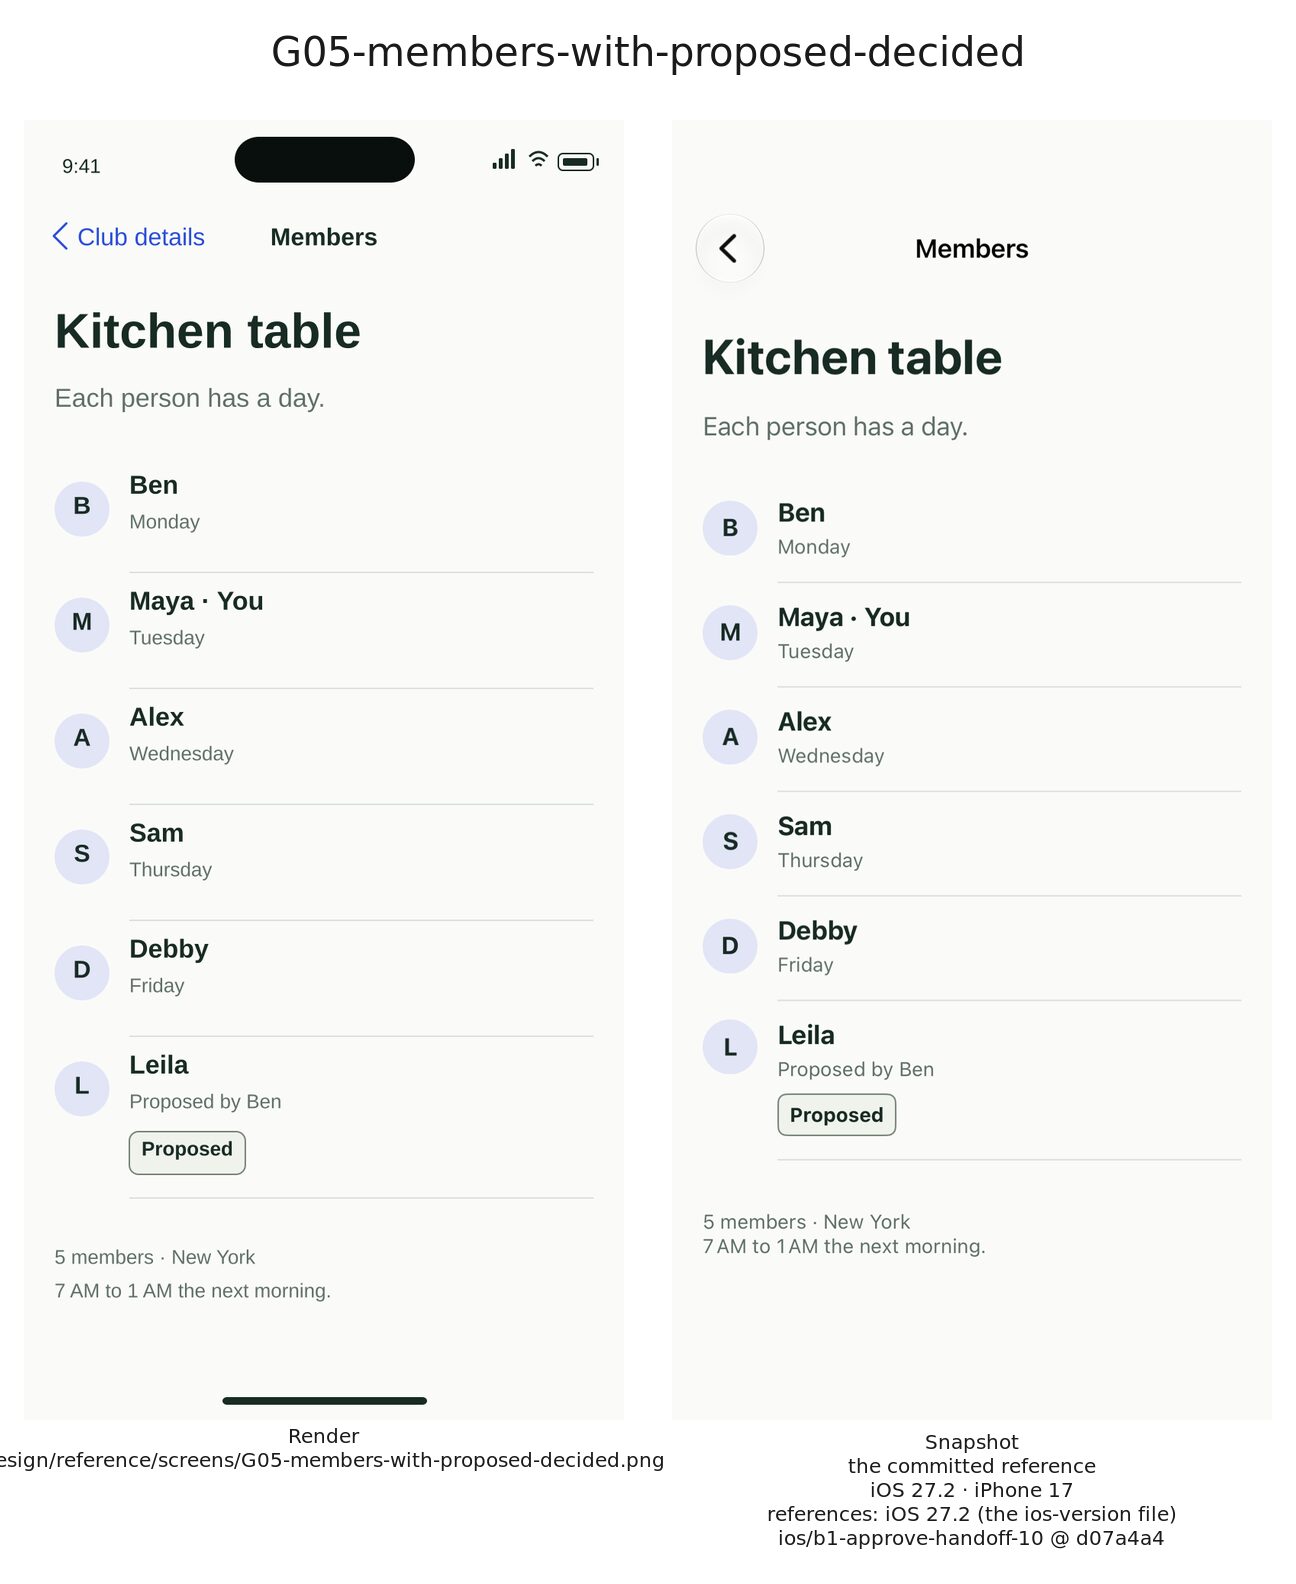 G05-members-with-proposed-decided
9:41
Club details
Members
Kitchen table
Each person has a day.
B
Ben
Monday
M
Maya · You
Tuesday
A
Alex
Wednesday
S
Sam
Thursday
D
Debby
Friday
L
Leila
Proposed by Ben
Proposed
5 members · New York
7 AM to 1 AM the next morning.
Render
esign/reference/screens/G05-members-with-proposed-decided.png
Members
Kitchen table
Each person has a day.
B
Ben
Monday
M
Maya · You
Tuesday
A
Alex
Wednesday
S
Sam
Thursday
D
Debby
Friday
L
Leila
Proposed by Ben
Proposed
5 members · New York
7 AM to 1 AM the next morning.
Snapshot
the committed reference
iOS 27.2 · iPhone 17
references: iOS 27.2 (the ios-version file)
ios/b1-approve-handoff-10 @ d07a4a4